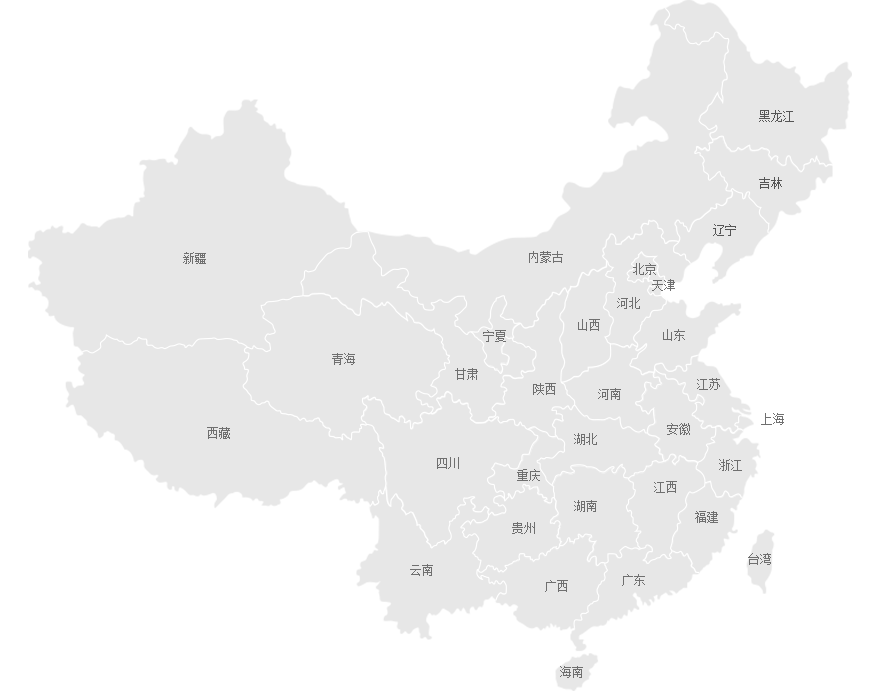 黑龙江
吉林
辽宁
新疆
内蒙古
北京
天津
河北
山西
宁夏
山东
青海
甘肃
陕西
河南
江苏
上海
西藏
安徽
湖北
四川
浙江
重庆
江西
湖南
福建
贵州
台湾
云南
广东
广西
海南